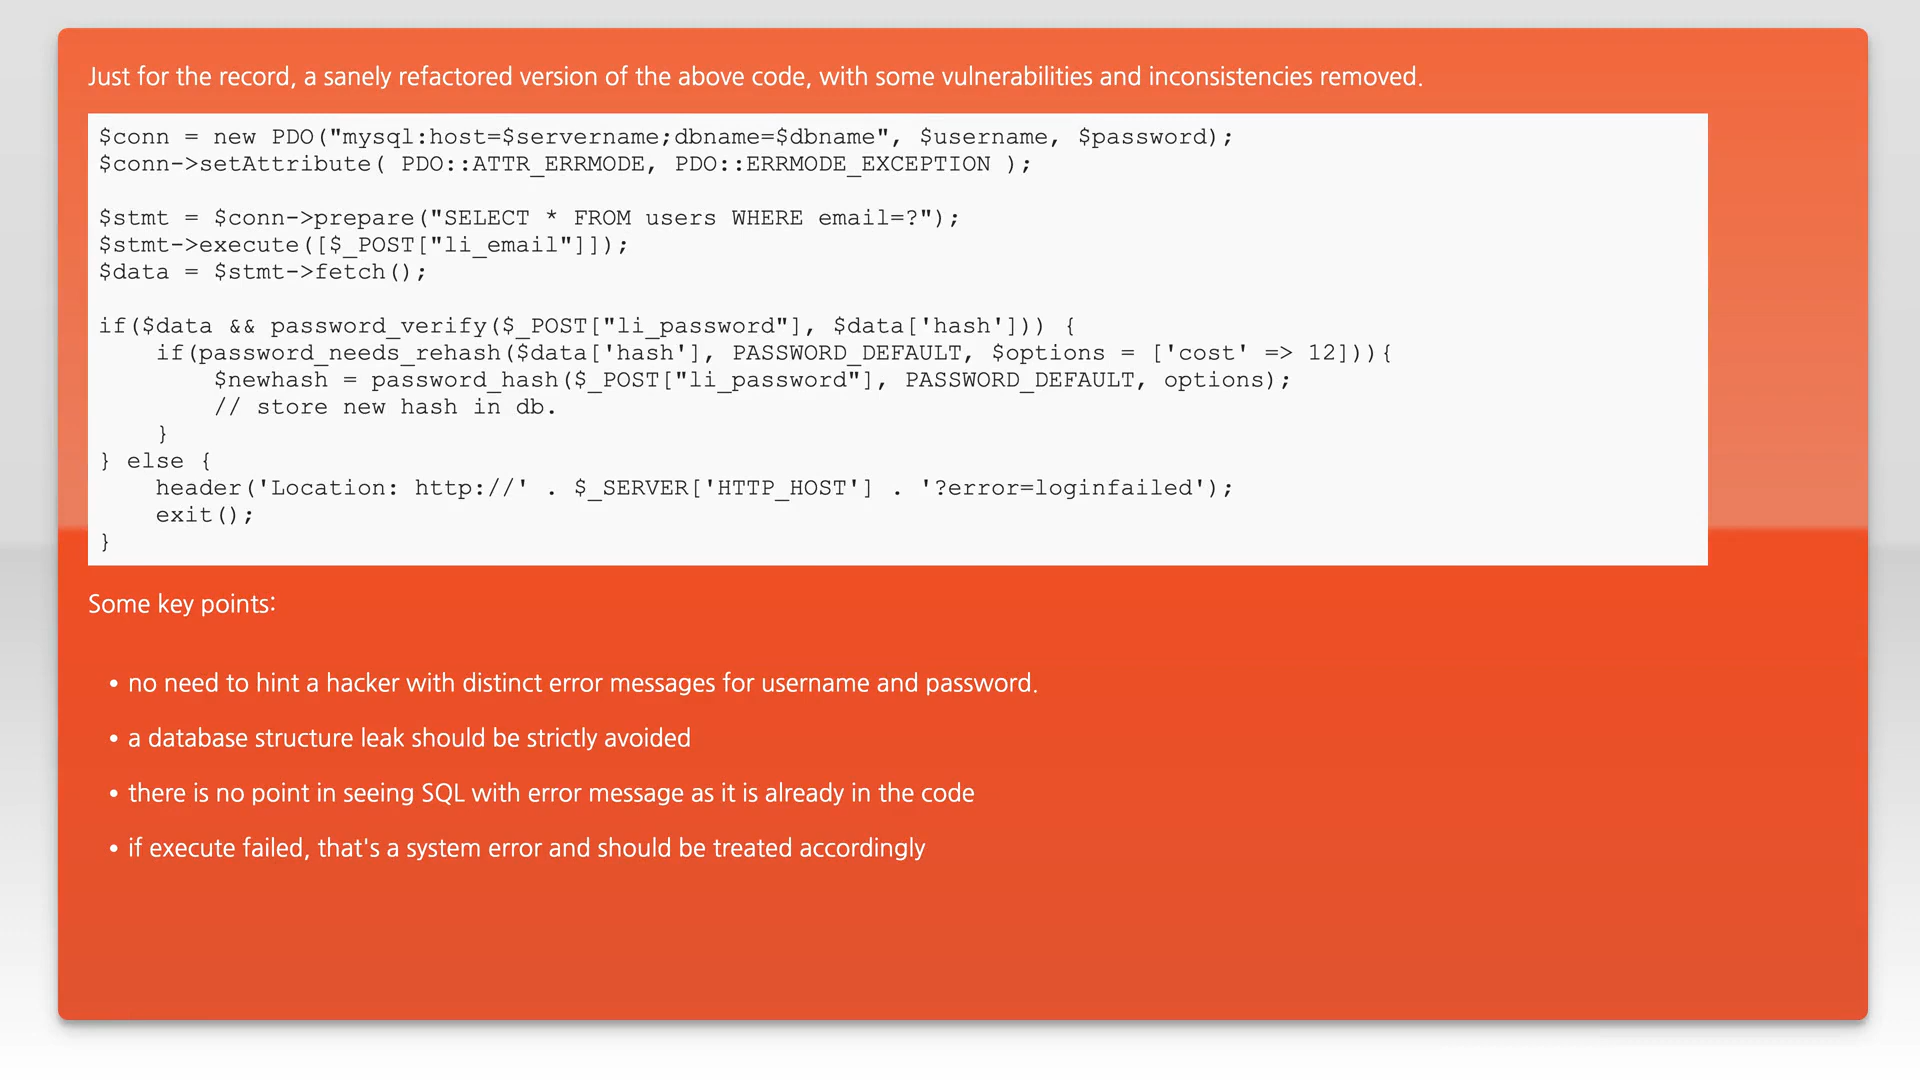 Just for the record, a sanely refactored version of the above code, with some vulnerabilities and inconsistencies removed.
$conn = new PDO("mysql:host=$servername;dbname=$dbname", $username, $password);
$conn->setAttribute( PDO::ATTR_ERRMODE, PDO::ERRMODE_EXCEPTION );
$stmt = $conn->prepare("SELECT * FROM users WHERE email=?");
$stmt->execute([$_POST["li_email"]]);
$data = $stmt->fetch();
if($data && password_verify($_POST["li_password"], $data['hash'])) {
    if(password_needs_rehash($data['hash'], PASSWORD_DEFAULT, $options = ['cost' => 12])){
        $newhash = password_hash($_POST["li_password"], PASSWORD_DEFAULT, options);
        // store new hash in db.
    }
} else {
    header('Location: http://' . $_SERVER['HTTP_HOST'] . '?error=loginfailed');
    exit();
}
Some key points:
• no need to hint a hacker with distinct error messages for username and password.
• a database structure leak should be strictly avoided
• there is no point in seeing SQL with error message as it is already in the code
• if execute failed, that's a system error and should be treated accordingly